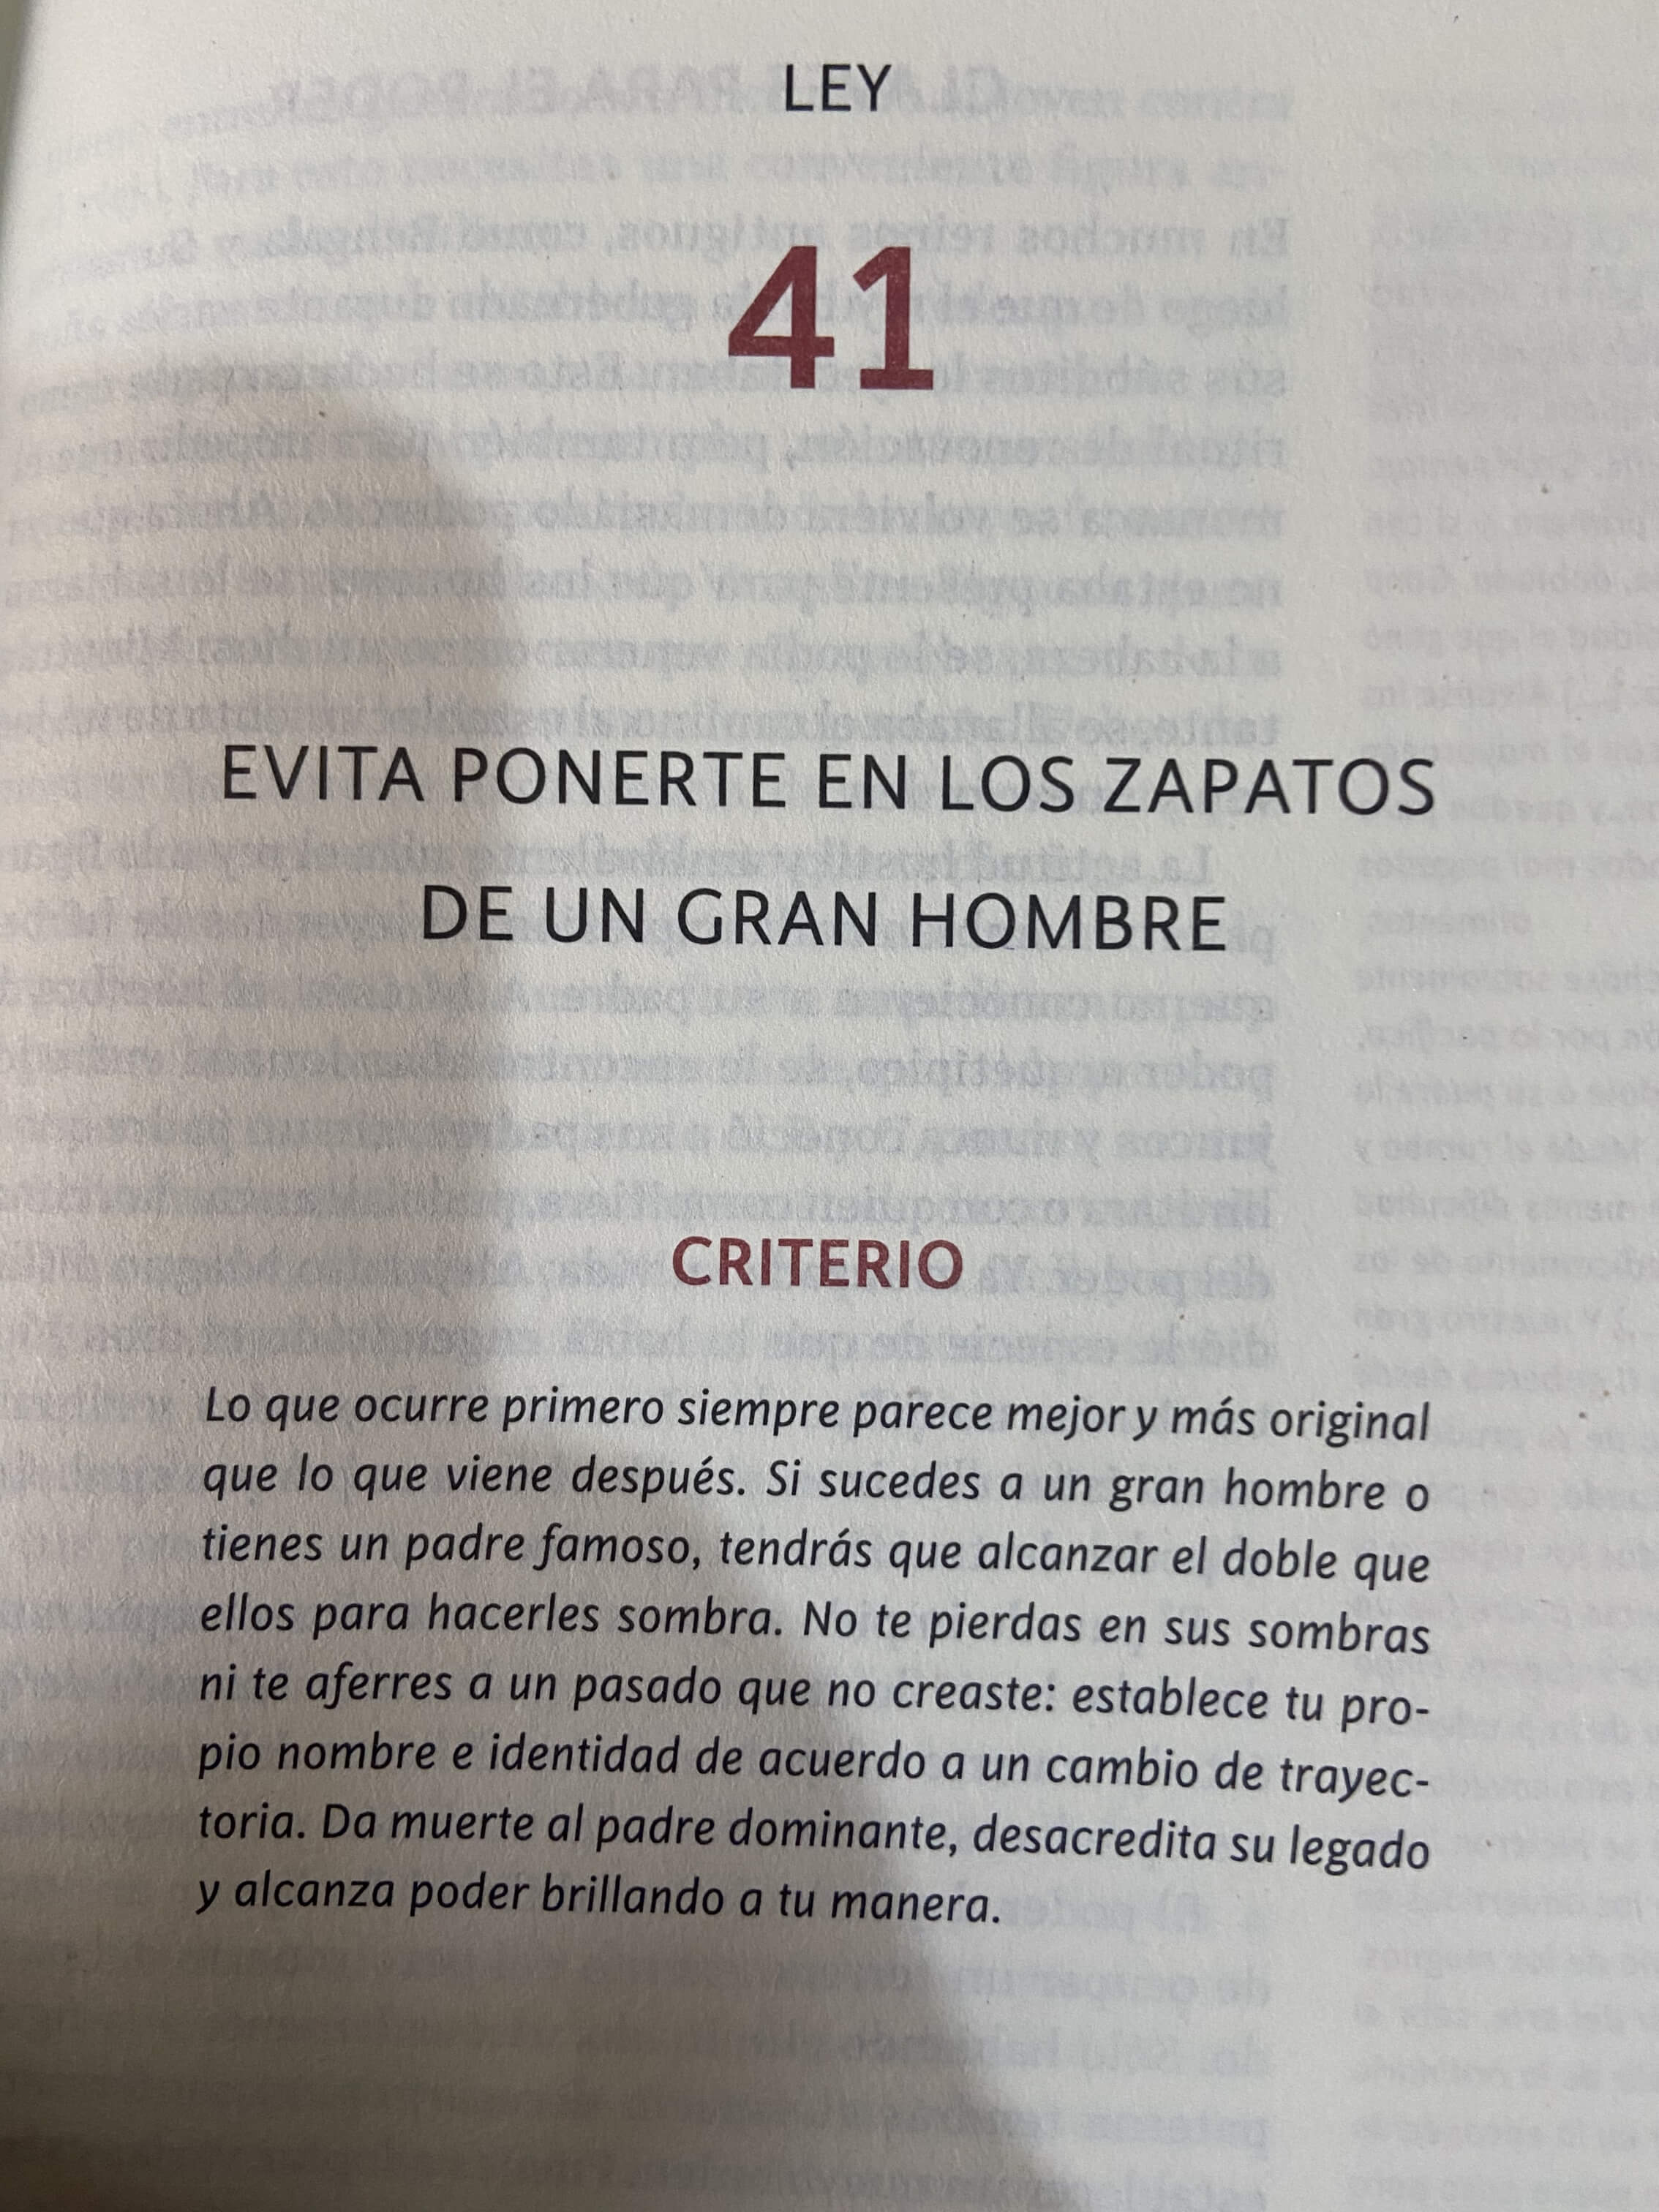 LEY
41
EVITA PONERTE EN LOS ZAPATOS
DE UN GRAN HOMBRE
CRITERIO
Lo que ocurre primero siempre parece mejor y más original
que lo que viene después. Si sucedes a un gran hombre o
tienes un padre famoso, tendrás que alcanzar el doble que
ellos para hacerles sombra. No te pierdas en sus sombras
ni te aferres a un pasado que no creaste: establece tu pro-
pio nombre e identidad de acuerdo a un cambio de trayec-
toria. Da muerte al padre dominante, desacredita su legado
y alcanza poder brillando a tu manera.